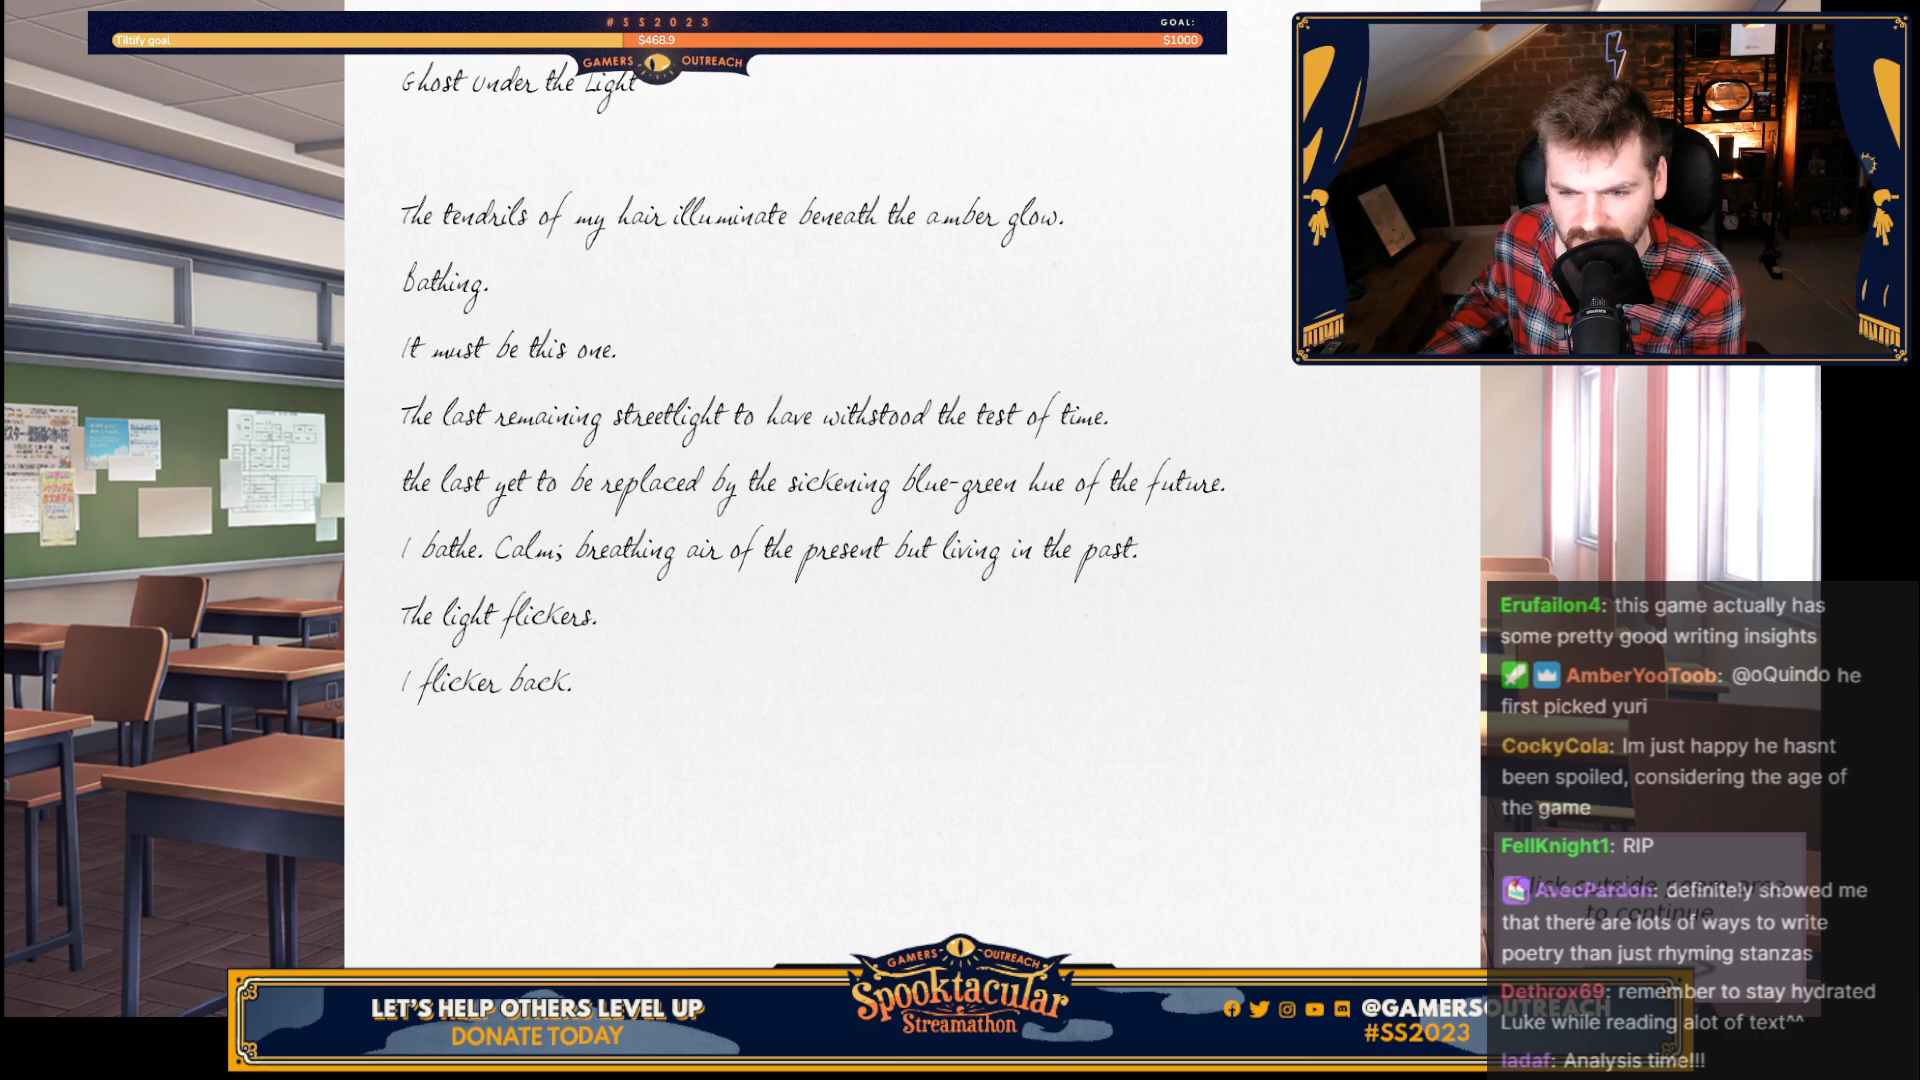 #SS2023
GOAL:
Tiltify goal
$468.9
$1000
GAMERS OUTREACH
Ghost Under the Light
The tendrils of my hair illuminate beneath the amber glow.
Bathing.
It must be this one.
The last remaining streetlight to have withstood the test of time.
the last yet to be replaced by the sickening blue-green hue of the future.
I bathe. Calm; breathing air of the present but living in the past.
The light flickers.
I flicker back.
Erufailon4: this game actually has
some pretty good writing insights
AmberYooToob: @oQuindo he
first picked yuri
CockyCola: Im just happy he hasnt
been spoiled, considering the age of
the game
FellKnight1: RIP
AvecPardon: definitely showed me
that there are lots of ways to write
poetry than just rhyming stanzas
Dethrox69: remember to stay hydrated
Luke while reading alot of text^^
ladaf: Analysis time!!!
to continue
LET'S HELP OTHERS LEVEL UP
DONATE TODAY
GAMERS OUTREACH
Spooktacular
Streamathon
@GAMERSOUTREACH
#SS2023